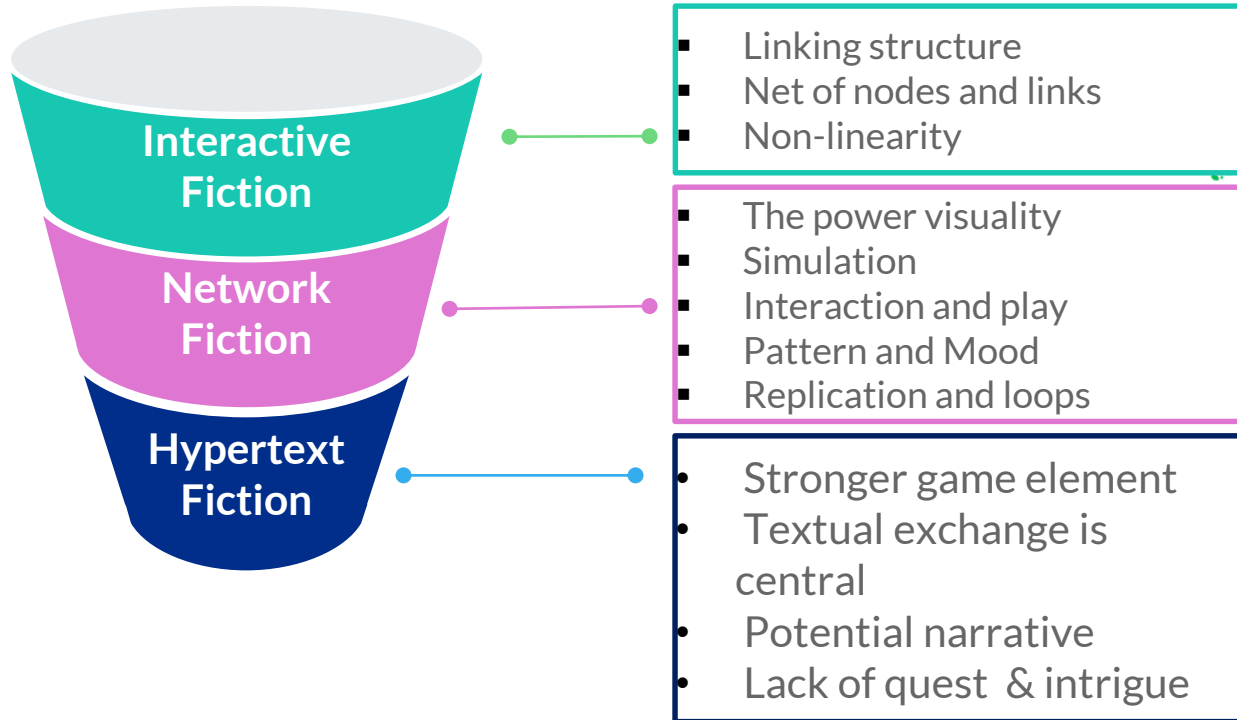 Interactive
Fiction
▪ Linking structure
▪ Net of nodes and links
▪ Non-linearity
Network
Fiction
▪ The power visuality
▪ Simulation
▪ Interaction and play
▪ Pattern and Mood
▪ Replication and loops
Hypertext
Fiction
• Stronger game element
• Textual exchange is
central
• Potential narrative
• Lack of quest & intrigue